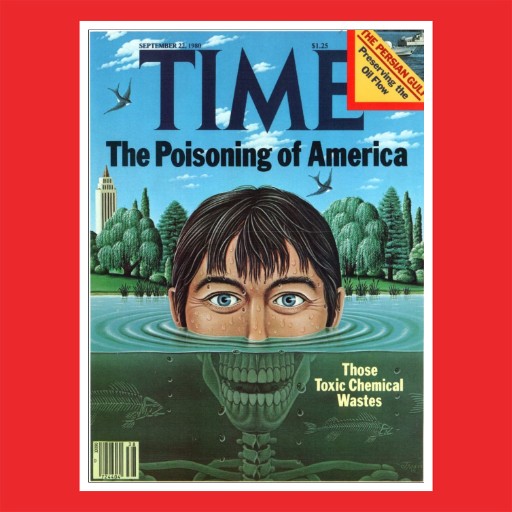 SEPTEMBER 22, 1980
$1.25
TIME
THE PERSIAN GULF
Preserving the
Oil Flow
The Poisoning of America
Those
Toxic Chemical
Wastes